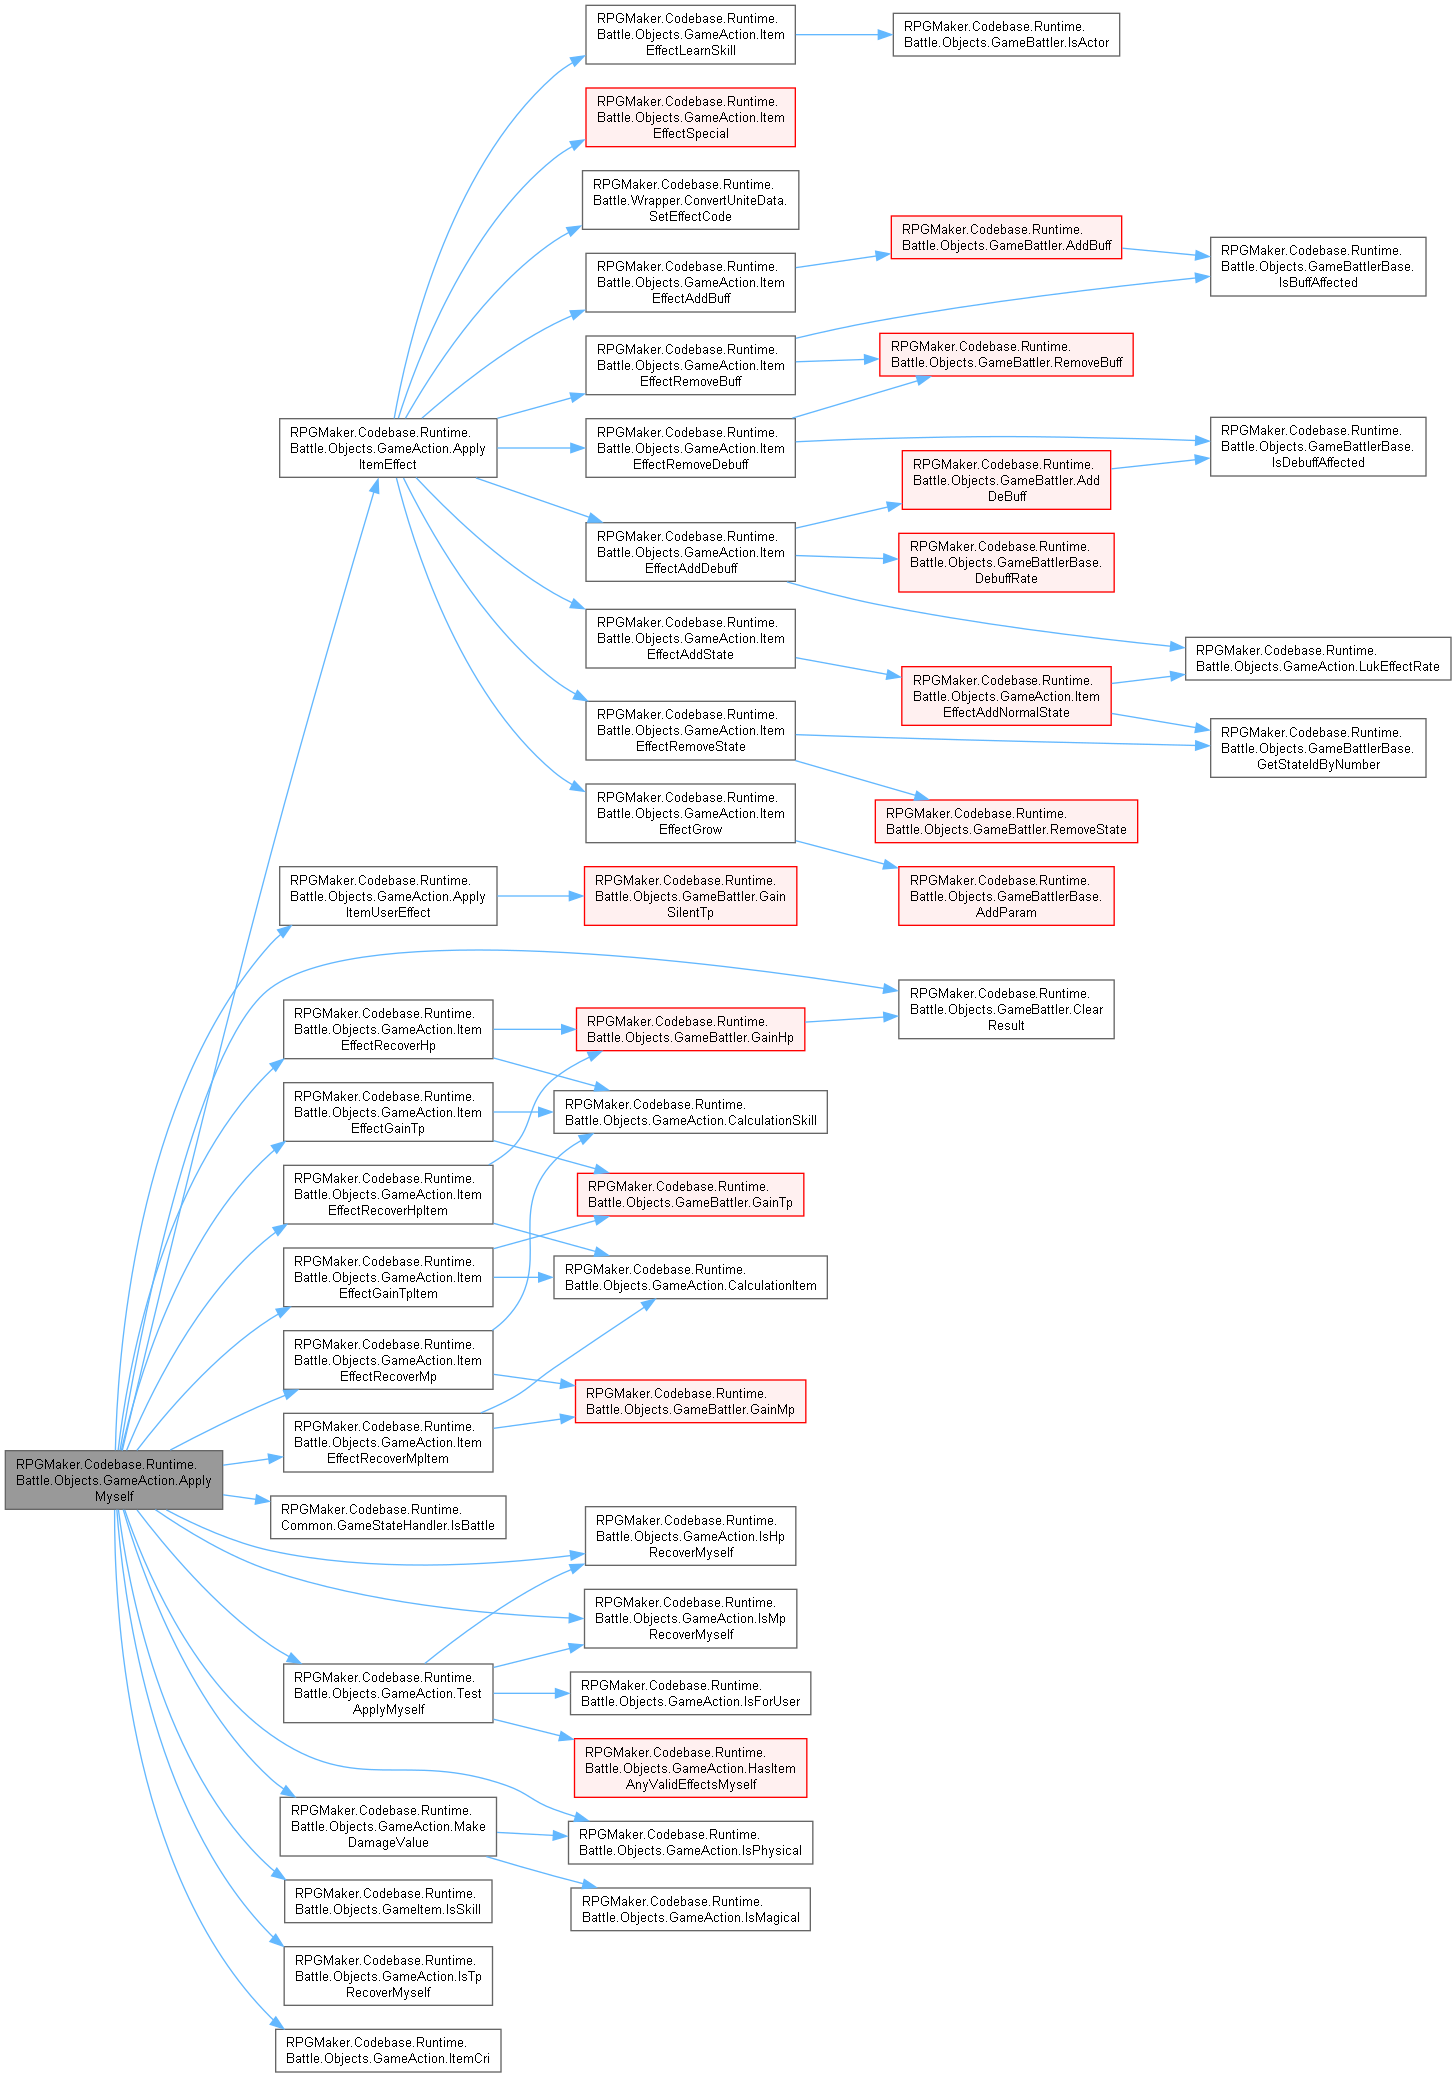 RPGMaker.Codebase.Runtime.
Battle.Objects.GameAction.Item
EffectLearnSkill
RPGMaker.Codebase.Runtime.
Battle.Objects.GameBattler.IsActor
RPGMaker.Codebase.Runtime.
Battle.Objects.GameAction.Item
EffectSpecial
RPGMaker.Codebase.Runtime.
Battle.Wrapper.ConvertUniteData.
SetEffectCode
RPGMaker.Codebase.Runtime.
Battle.Objects.GameBattler.AddBuff
RPGMaker.Codebase.Runtime.
Battle.Objects.GameBattlerBase.
IsBuffAffected
RPGMaker.Codebase.Runtime.
Battle.Objects.GameAction.Item
EffectAddBuff
RPGMaker.Codebase.Runtime.
Battle.Objects.GameAction.Item
EffectRemoveBuff
RPGMaker.Codebase.Runtime.
Battle.Objects.GameBattler.RemoveBuff
RPGMaker.Codebase.Runtime.
Battle.Objects.GameAction.Apply
ItemEffect
RPGMaker.Codebase.Runtime.
Battle.Objects.GameAction.Item
EffectRemoveDebuff
RPGMaker.Codebase.Runtime.
Battle.Objects.GameBattlerBase.
IsDebuffAffected
RPGMaker.Codebase.Runtime.
Battle.Objects.GameBattler.Add
DeBuff
RPGMaker.Codebase.Runtime.
Battle.Objects.GameAction.Item
EffectAddDebuff
RPGMaker.Codebase.Runtime.
Battle.Objects.GameBattlerBase.
DebuffRate
RPGMaker.Codebase.Runtime.
Battle.Objects.GameAction.Item
EffectAddState
RPGMaker.Codebase.Runtime.
Battle.Objects.GameAction.LukEffectRate
RPGMaker.Codebase.Runtime.
Battle.Objects.GameAction.Item
EffectAddNormalState
RPGMaker.Codebase.Runtime.
Battle.Objects.GameAction.Item
EffectRemoveState
RPGMaker.Codebase.Runtime.
Battle.Objects.GameBattlerBase.
GetStateIdByNumber
RPGMaker.Codebase.Runtime.
Battle.Objects.GameAction.Item
EffectGrow
RPGMaker.Codebase.Runtime.
Battle.Objects.GameBattler.RemoveState
RPGMaker.Codebase.Runtime.
Battle.Objects.GameAction.Apply
ItemUserEffect
RPGMaker.Codebase.Runtime.
Battle.Objects.GameBattler.Gain
SilentTp
RPGMaker.Codebase.Runtime.
Battle.Objects.GameBattlerBase.
AddParam
RPGMaker.Codebase.Runtime.
Battle.Objects.GameBattler.Clear
Result
RPGMaker.Codebase.Runtime.
Battle.Objects.GameAction.Item
EffectRecoverHp
RPGMaker.Codebase.Runtime.
Battle.Objects.GameBattler.GainHp
RPGMaker.Codebase.Runtime.
Battle.Objects.GameAction.Item
EffectGainTp
RPGMaker.Codebase.Runtime.
Battle.Objects.GameAction.CalculationSkill
RPGMaker.Codebase.Runtime.
Battle.Objects.GameAction.Item
EffectRecoverHpItem
RPGMaker.Codebase.Runtime.
Battle.Objects.GameBattler.GainTp
RPGMaker.Codebase.Runtime.
Battle.Objects.GameAction.Item
EffectGainTpItem
RPGMaker.Codebase.Runtime.
Battle.Objects.GameAction.CalculationItem
RPGMaker.Codebase.Runtime.
Battle.Objects.GameAction.Item
EffectRecoverMp
RPGMaker.Codebase.Runtime.
Battle.Objects.GameBattler.GainMp
RPGMaker.Codebase.Runtime.
Battle.Objects.GameAction.Item
EffectRecoverMpItem
RPGMaker.Codebase.Runtime.
Battle.Objects.GameAction.Apply
Myself
RPGMaker.Codebase.Runtime.
Common.GameStateHandler.IsBattle
RPGMaker.Codebase.Runtime.
Battle.Objects.GameAction.IsHp
RecoverMyself
RPGMaker.Codebase.Runtime.
Battle.Objects.GameAction.IsMp
RecoverMyself
RPGMaker.Codebase.Runtime.
Battle.Objects.GameAction.Test
ApplyMyself
RPGMaker.Codebase.Runtime.
Battle.Objects.GameAction.IsForUser
RPGMaker.Codebase.Runtime.
Battle.Objects.GameAction.HasItem
AnyValidEffectsMyself
RPGMaker.Codebase.Runtime.
Battle.Objects.GameAction.Make
DamageValue
RPGMaker.Codebase.Runtime.
Battle.Objects.GameAction.IsPhysical
RPGMaker.Codebase.Runtime.
Battle.Objects.GameItem.IsSkill
RPGMaker.Codebase.Runtime.
Battle.Objects.GameAction.IsMagical
RPGMaker.Codebase.Runtime.
Battle.Objects.GameAction.IsTp
RecoverMyself
RPGMaker.Codebase.Runtime.
Battle.Objects.GameAction.ItemCri